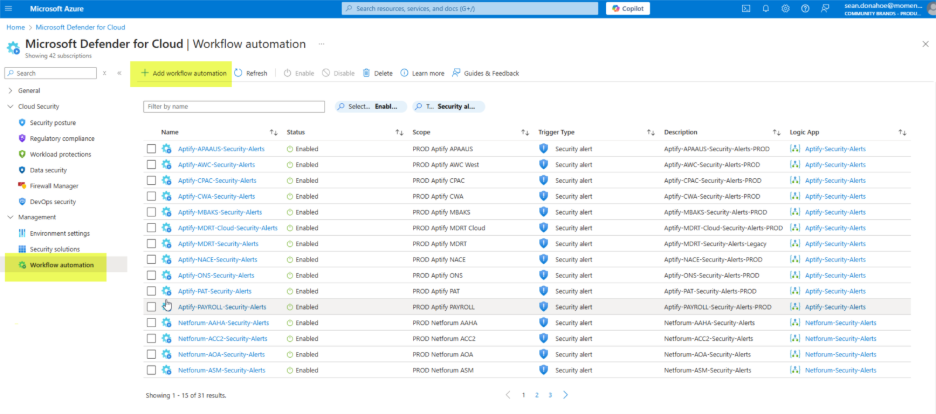 Microsoft Azure
Search resources, services, and docs (G+/)
Copilot
sean.donahoe@momen...
COMMUNITY BRANDS - PRODU...
Home > Microsoft Defender for Cloud >
Microsoft Defender for Cloud | Workflow automation ...
Showing 42 subscriptions
Search
Add workflow automation Refresh Enable Disable Delete Learn more Guides & Feedback
General
Cloud Security
Security posture
Regulatory compliance
Workload protections
Data security
Firewall Manager
DevOps security
Management
Environment settings
Security solutions
Workflow automation
Filter by name
Select... Enabl...
T... Security al...
Name Status Scope Trigger Type Description Logic App
Aptify-APAAUS-Security-Alerts Enabled PROD Aptify APAAUS Security alert Aptify-APAAUS-Security-Alerts-PROD Aptify-Security-Alerts
Aptify-AWC-Security-Alerts Enabled PROD Aptify AWC West Security alert Aptify-AWC-Security-Alerts-PROD Aptify-Security-Alerts
Aptify-CPAC-Security-Alerts Enabled PROD Aptify CPAC Security alert Aptify-CPAC-Security-Alerts-PROD Aptify-Security-Alerts
Aptify-CWA-Security-Alerts Enabled PROD Aptify CWA Security alert Aptify-CWA-Security-Alerts-PROD Aptify-Security-Alerts
Aptify-MBAKS-Security-Alerts Enabled PROD Aptify MBAKS Security alert Aptify-MBAKS-Security-Alerts-PROD Aptify-Security-Alerts
Aptify-MDRT-Cloud-Security-Alerts Enabled PROD Aptify MDRT Cloud Security alert Aptify-MDRT-Cloud-Security-Alerts-PROD Aptify-Security-Alerts
Aptify-MDRT-Security-Alerts Enabled PROD Aptify MDRT Security alert Aptify-MDRT-Security-Alerts-Legacy Aptify-Security-Alerts
Aptify-NACE-Security-Alerts Enabled PROD Aptify NACE Security alert Aptify-NACE-Security-Alerts-PROD Aptify-Security-Alerts
Aptify-ONS-Security-Alerts Enabled PROD Aptify ONS Security alert Aptify-ONS-Security-Alerts-PROD Aptify-Security-Alerts
Aptify-PAT-Security-Alerts Enabled PROD Aptify PAT Security alert Aptify-PAT-Security-Alerts-PROD Aptify-Security-Alerts
Aptify-PAYROLL-Security-Alerts Enabled PROD Aptify PAYROLL Security alert Aptify-PAYROLL-Security-Alerts-PROD Aptify-Security-Alerts
Netforum-AAHA-Security-Alerts Enabled PROD Netforum AAHA Security alert Netforum-AAHA-Security-Alerts Netforum-Security-Alerts
Netforum-ACC2-Security-Alerts Enabled PROD Netforum ACC2 Security alert Netforum-ACC2-Security-Alerts Netforum-Security-Alerts
Netforum-AOA-Security-Alerts Enabled PROD Netforum AOA Security alert Netforum-AOA-Security-Alerts Netforum-Security-Alerts
Netforum-ASM-Security-Alerts Enabled PROD Netforum ASM Security alert Netforum-ASM-Security-Alerts Netforum-Security-Alerts
Showing 1 - 15 of 31 results.
1 2 3